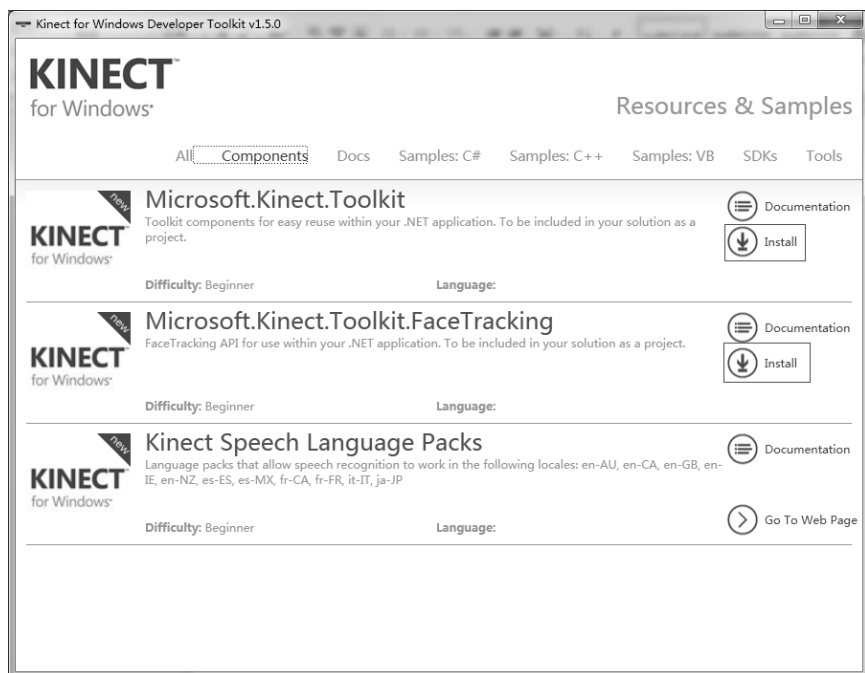 Kinect for Windows Developer Toolkit v1.5.0
KINECT™
for Windows®
Resources & Samples
All Components Docs Samples: C# Samples: C++ Samples: VB SDKs Tools
new
KINECT
for Windows®
Microsoft.Kinect.Toolkit
Toolkit components for easy reuse within your .NET application. To be included in your solution as a
project.
Difficulty: Beginner Language:
Documentation
Install
new
KINECT
for Windows®
Microsoft.Kinect.Toolkit.FaceTracking
FaceTracking API for use within your .NET application. To be included in your solution as a project.
Difficulty: Beginner Language:
Documentation
Install
new
KINECT
for Windows®
Kinect Speech Language Packs
Language packs that allow speech recognition to work in the following locales: en-AU, en-CA, en-GB, en-
IE, en-NZ, es-ES, es-MX, fr-CA, fr-FR, it-IT, ja-JP
Difficulty: Beginner Language:
Documentation
Go To Web Page